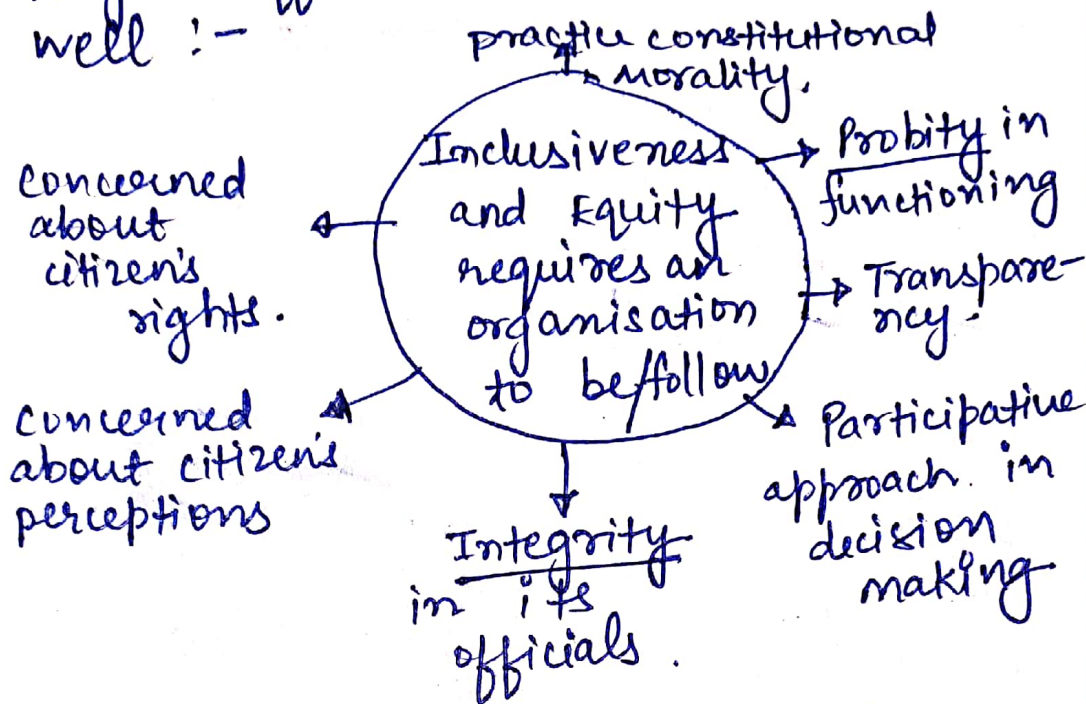 well :-
practice constitutional
morality.
Inclusiveness
and Equity
requires an
organisation
to be/follow
Probity in
functioning
Transpare-
ncy.
Participative
approach in
decision
making
Integrity
in its
officials.
concerned
about citizen's
perceptions
concerned
about
citizen's
rights.